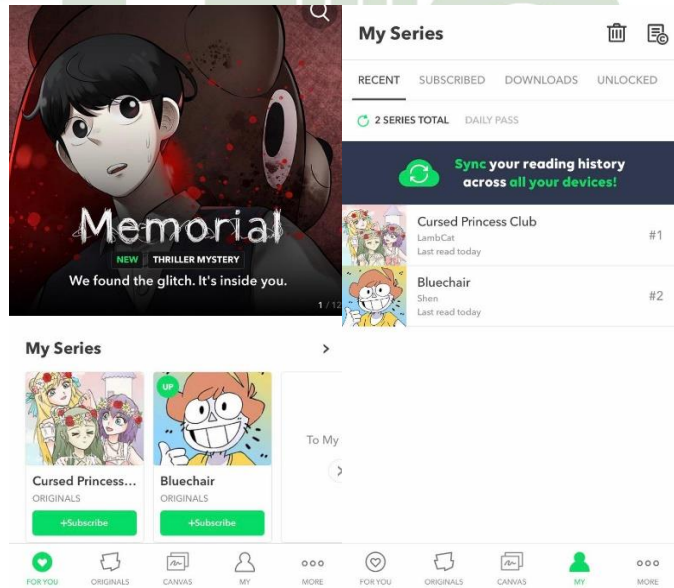 Memorial
NEW THRILLER MYSTERY
We found the glitch. It's inside you.
1 / 12
My Series
UP
To My
Cursed Princess... Bluechair
ORIGINALS ORIGINALS
+Subscribe +Subscribe
FOR YOU ORIGINALS CANVAS MY MORE
My Series
RECENT SUBSCRIBED DOWNLOADS UNLOCKED
2 SERIES TOTAL DAILY PASS
Sync your reading history
across all your devices!
Cursed Princess Club
LambCat
#1
Last read today
Bluechair
Shen
#2
Last read today
FOR YOU ORIGINALS CANVAS MY MORE